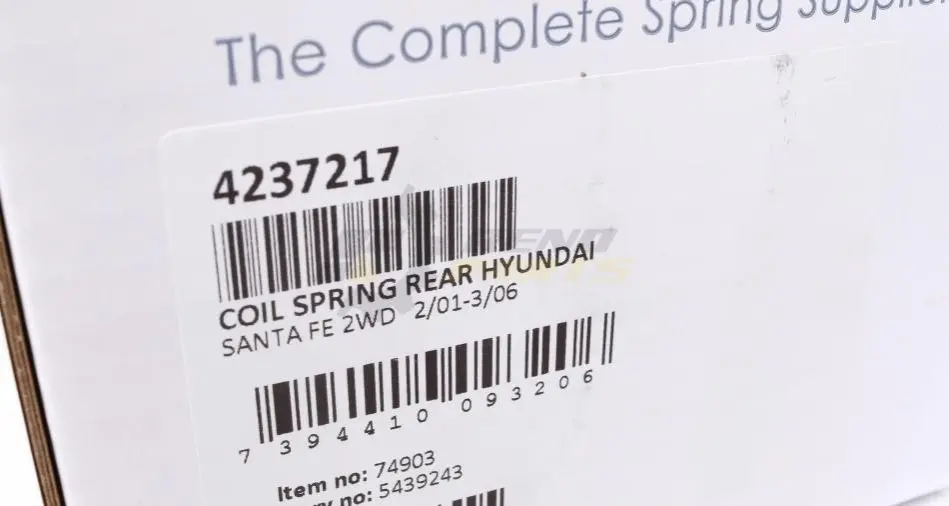 The Complete Spring Supplier
4237217
COIL SPRING REAR HYUNDAI
SANTA FE 2WD 2/01-3/06
7 394410 093206
Item no: 74903
no: 5439243